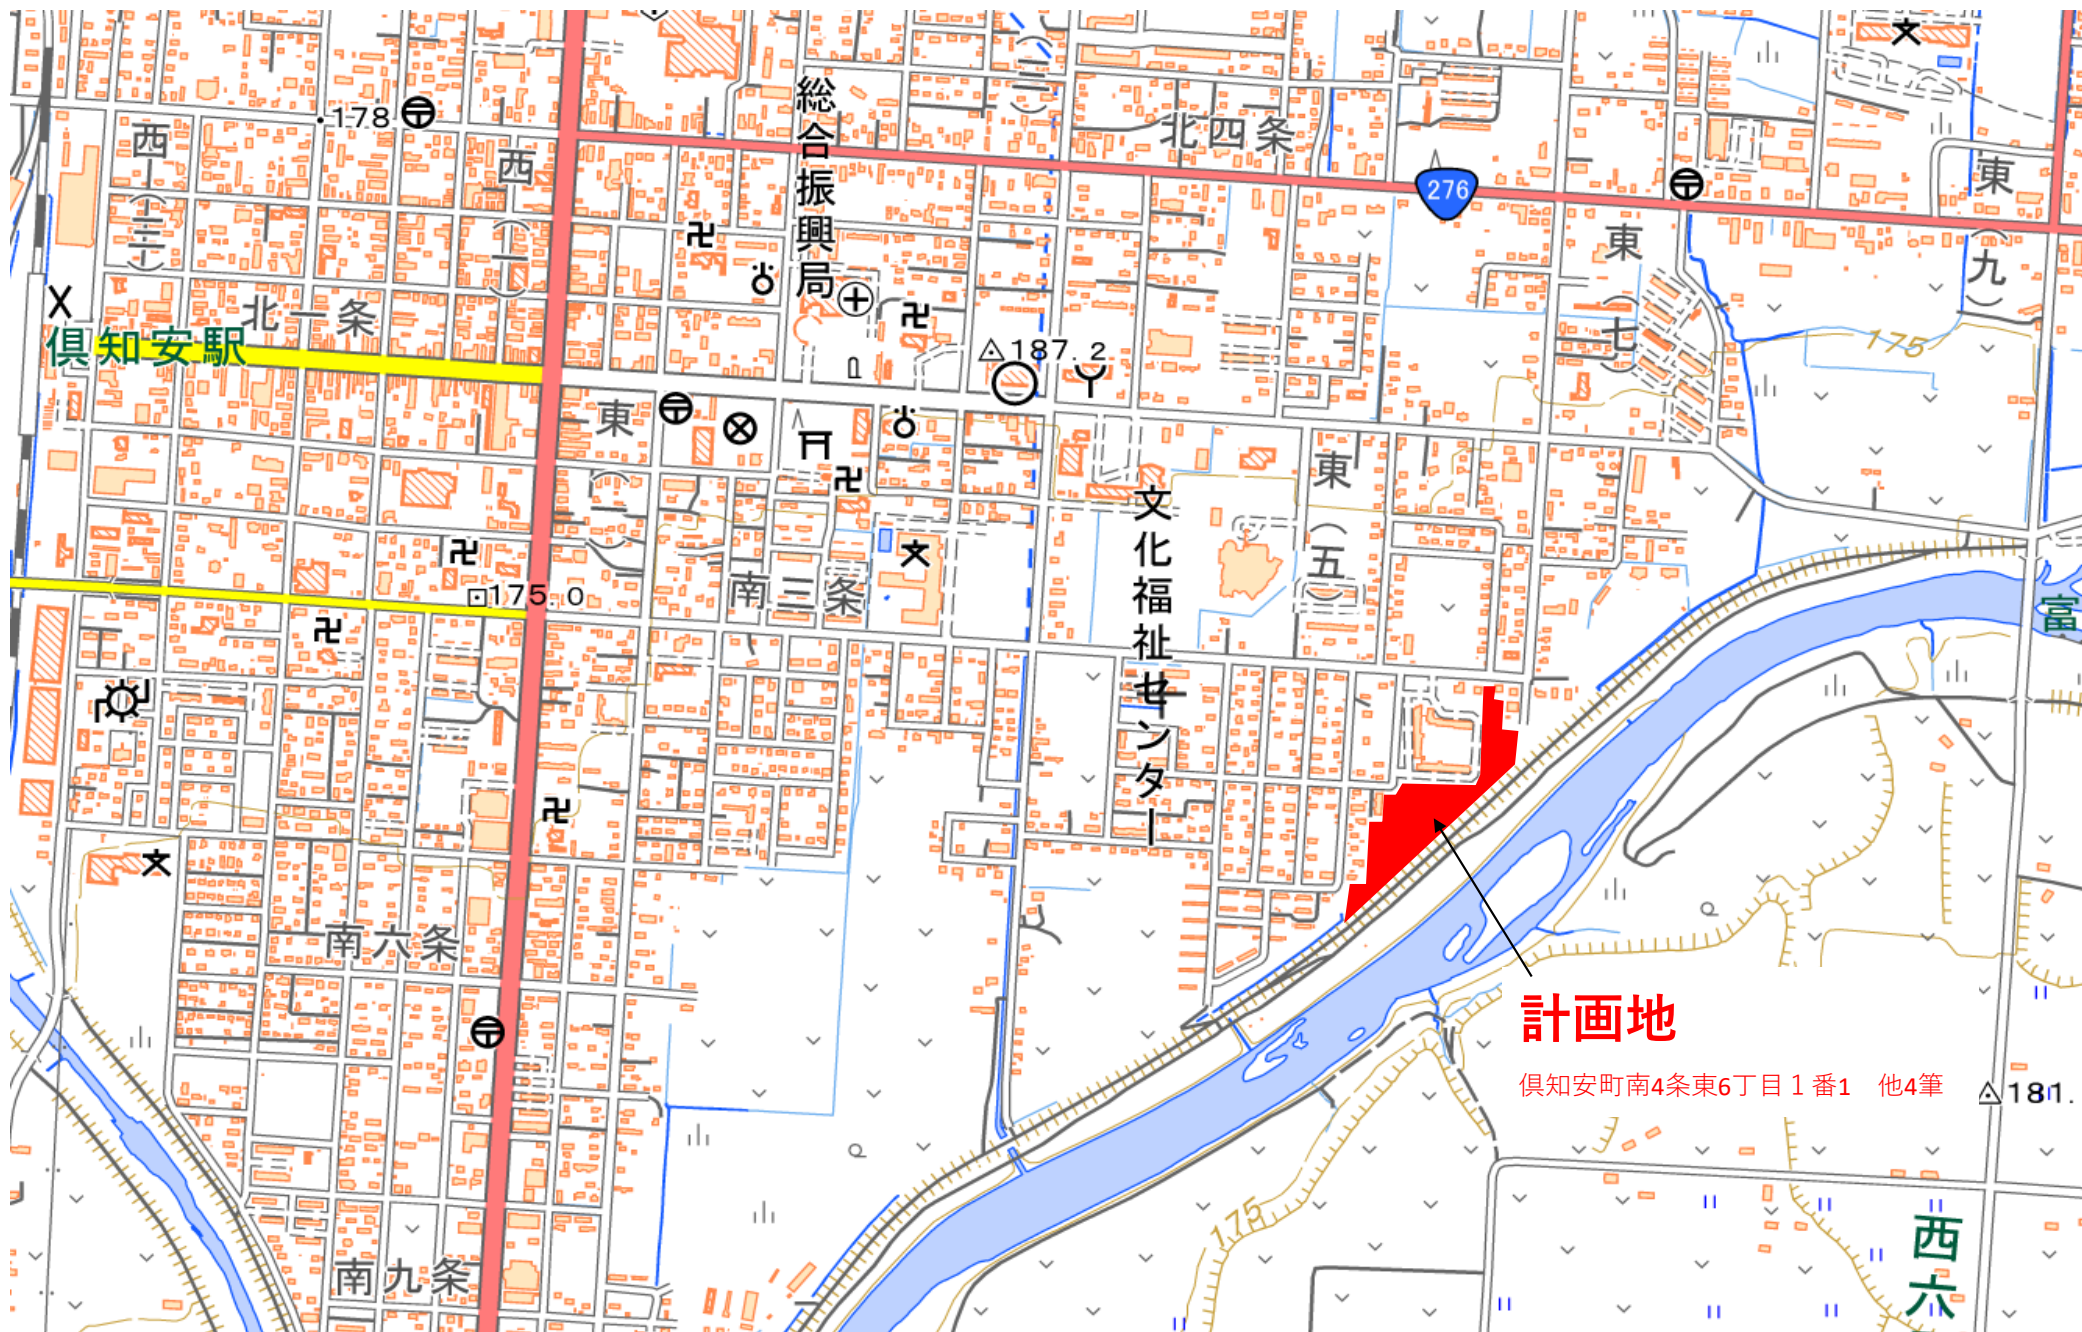 178
西
(三)
西
(一)
総合振興局
(三)
北四条
276
東
(九)
東
(七)
北一条
倶知安駅
187.2
175
東
(一)
東
(五)
文化福祉センター
南三条
175.0
富
南六条
計画地
倶知安町南4条東6丁目1番1 他4筆
181.
175
西六
南九条